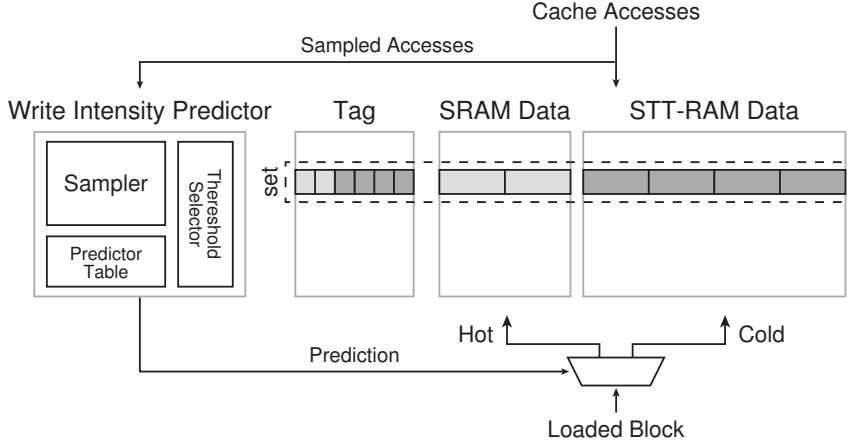 Cache Accesses
Sampled Accesses
Write Intensity Predictor
Tag
SRAM Data
STT-RAM Data
set
Sampler
Thereshold
Selector
Predictor
Table
Hot
Cold
Prediction
Loaded Block